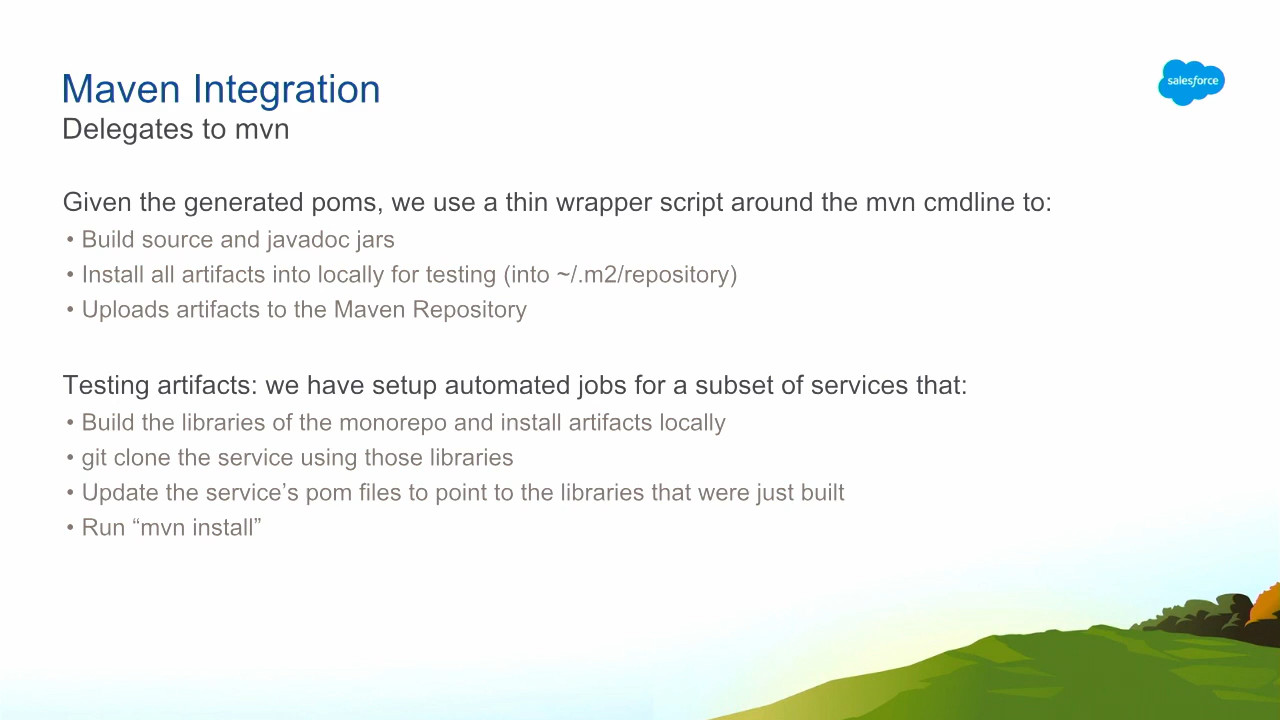 Maven Integration
salesforce
Delegates to mvn
Given the generated poms, we use a thin wrapper script around the mvn cmdline to:
• Build source and javadoc jars
• Install all artifacts into locally for testing (into ~/.m2/repository)
• Uploads artifacts to the Maven Repository
Testing artifacts: we have setup automated jobs for a subset of services that:
• Build the libraries of the monorepo and install artifacts locally
• git clone the service using those libraries
• Update the service’s pom files to point to the libraries that were just built
• Run “mvn install”